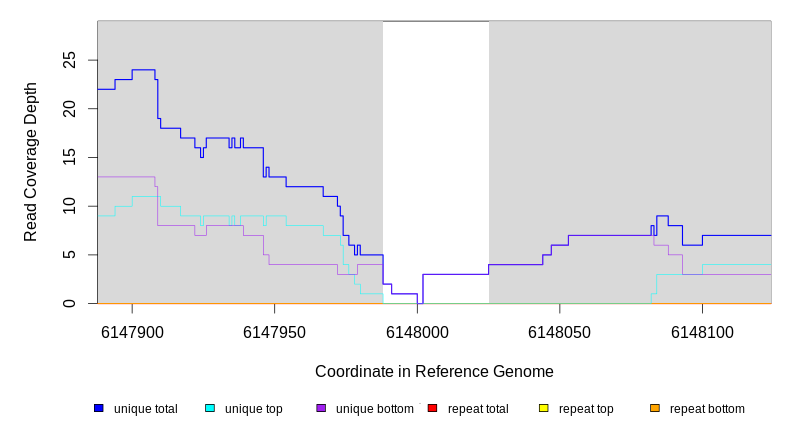 Read Coverage Depth
25
20
15
10
5
0
6147900 6147950 6148000 6148050 6148100
Coordinate in Reference Genome
unique total unique top unique bottom repeat total repeat top repeat bottom